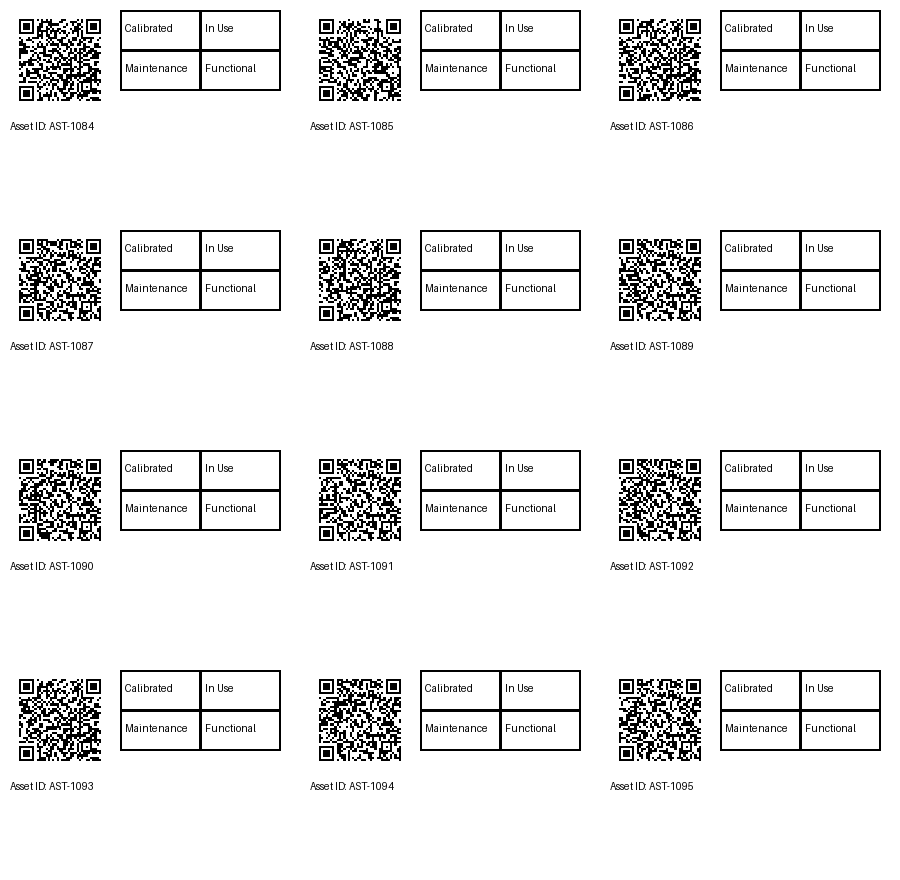 Calibrated In Use Calibrated In Use Calibrated In Use
Maintenance Functional Maintenance Functional Maintenance Functional
Asset ID: AST-1084 Asset ID: AST-1085 Asset ID: AST-1086
Calibrated In Use Calibrated In Use Calibrated In Use
Maintenance Functional Maintenance Functional Maintenance Functional
Asset ID: AST-1087 Asset ID: AST-1088 Asset ID: AST-1089
Calibrated In Use Calibrated In Use Calibrated In Use
Maintenance Functional Maintenance Functional Maintenance Functional
Asset ID: AST-1090 Asset ID: AST-1091 Asset ID: AST-1092
Calibrated In Use Calibrated In Use Calibrated In Use
Maintenance Functional Maintenance Functional Maintenance Functional
Asset ID: AST-1093 Asset ID: AST-1094 Asset ID: AST-1095